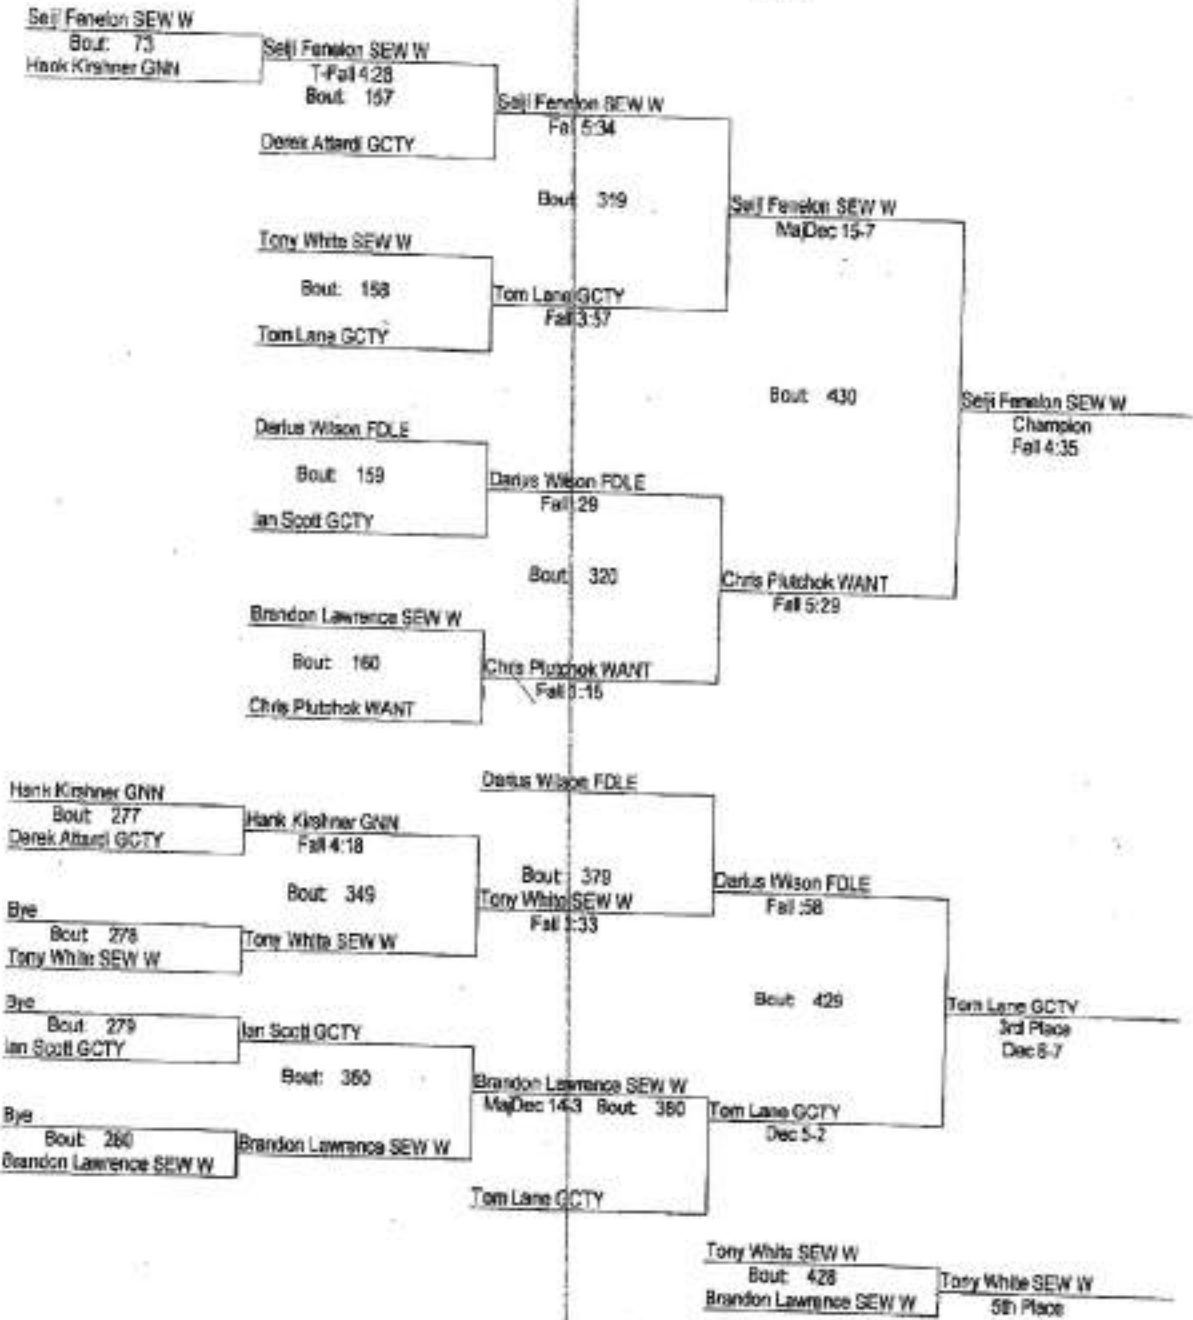 Seiji Fenelon SEW W
Bout: 73
Hank Kirshner GNN
Seiji Fenelon SEW W
T-Fall 4:28
Bout: 157
Derek Attardi GCTY
Seiji Fenelon SEW W
Fall 5:34
Bout: 319
Tony White SEW W
Bout: 158
Tom Lane GCTY
Tom Lane GCTY
Fall 3:57
Seiji Fenelon SEW W
MajDec 15-7
Bout: 430
Seiji Fenelon SEW W
Champion
Fall 4:35
Darius Wilson FDLE
Bout: 159
Ian Scott GCTY
Darius Wilson FDLE
Fall :29
Bout: 320
Brandon Lawrence SEW W
Bout: 160
Chris Plutchok WANT
Chris Plutchok WANT
Fall
Chris Plutchok WANT
Fall 5:29
Hank Kirshner GNN
Bout: 277
Derek Attardi GCTY
Hank Kirshner GNN
Fall 4:18
Bout: 349
Bye
Bout: 278
Tony White SEW W
Tony White SEW W
Darius Wilson FDLE
Bout: 379
Tony White SEW W
Fall
Darius Wilson FDLE
Fall :58
Bye
Bout: 279
Ian Scott GCTY
Ian Scott GCTY
Bout:
Bye
Bout: 280
Brandon Lawrence SEW W
Brandon Lawrence SEW W
Brandon Lawrence SEW W
MajDec 14-3 Bout: 380
Tom Lane GCTY
Tom Lane GCTY
Dec 5-2
Bout: 429
Tom Lane GCTY
3rd Place
Dec
Tony White SEW W
Bout: 428
Brandon Lawrence SEW W
Tony White SEW W
5th Place